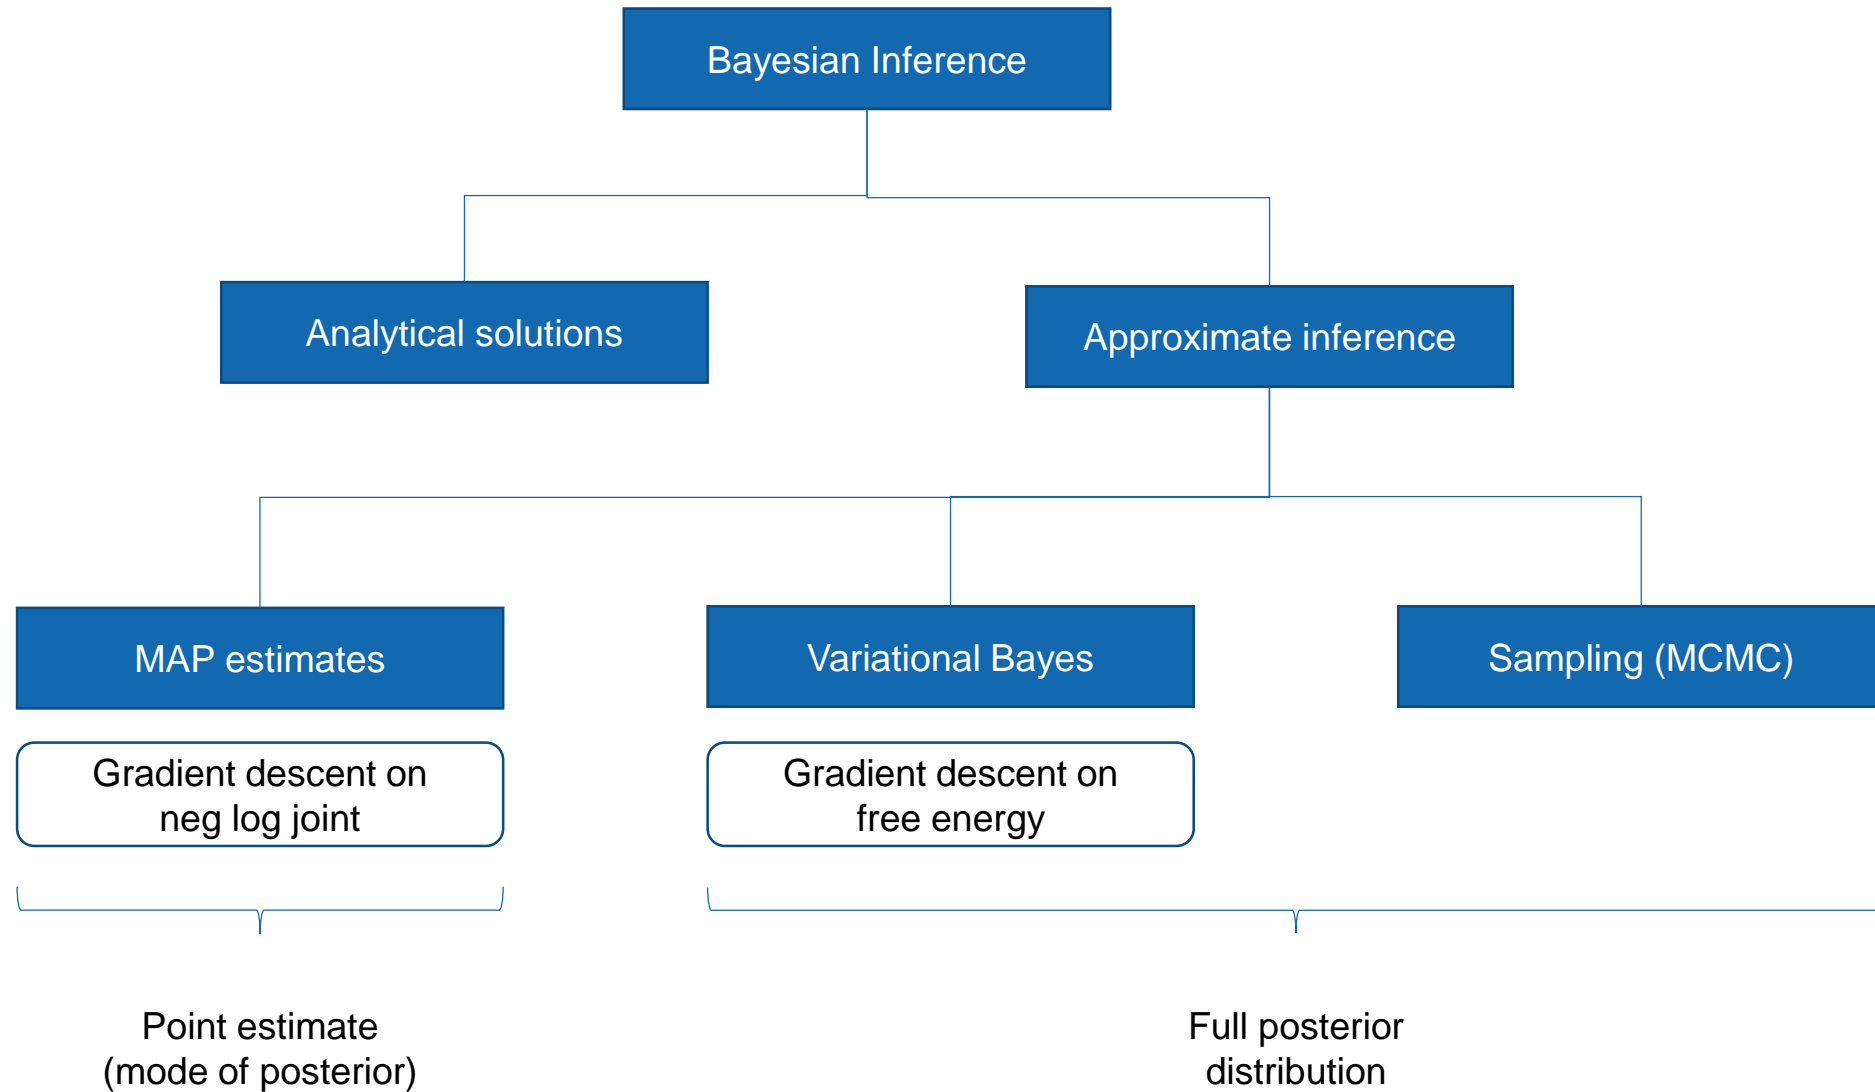 Bayesian Inference
Analytical solutions
Approximate inference
MAP estimates
Variational Bayes
Sampling (MCMC)
Gradient descent on
neg log joint
Gradient descent on
free energy
Point estimate
(mode of posterior)
Full posterior
distribution